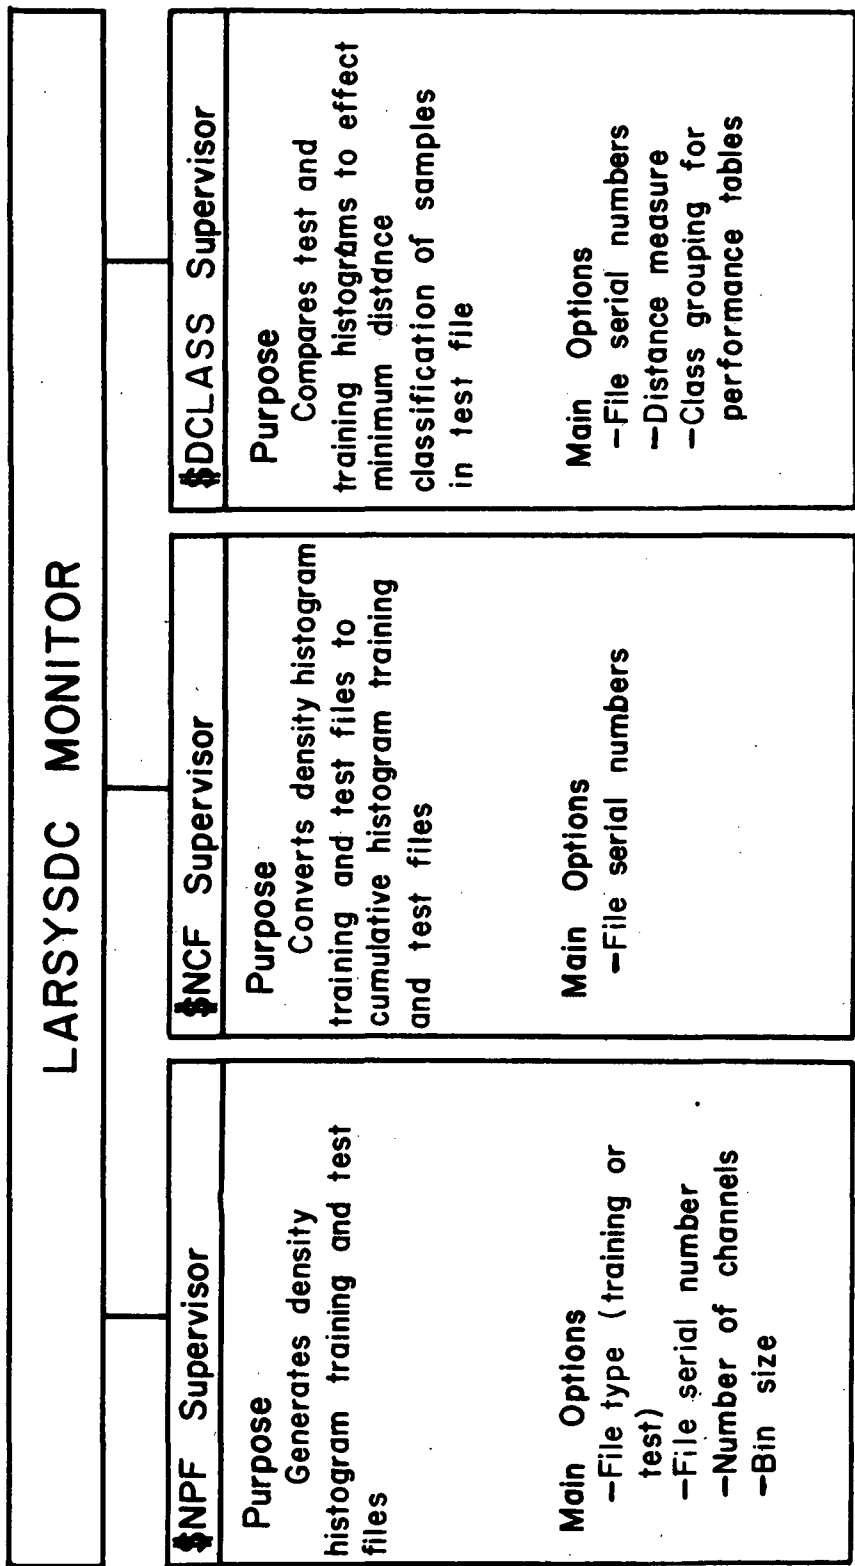 LARSYSDC MONITOR
$NPF Supervisor
Purpose
Generates density
histogram training and test
files
Main Options
—File type (training or
test)
—File serial number
—Number of channels
—Bin size
$NCF Supervisor
Purpose
Converts density histogram
training and test files to
cumulative histogram training
and test files
Main Options
—File serial numbers
$DCLASS Supervisor
Purpose
Compares test and
training histograms to effect
minimum distance
classification of samples
in test file
Main Options
—File serial numbers
—Distance measure
—Class grouping for
performance tables